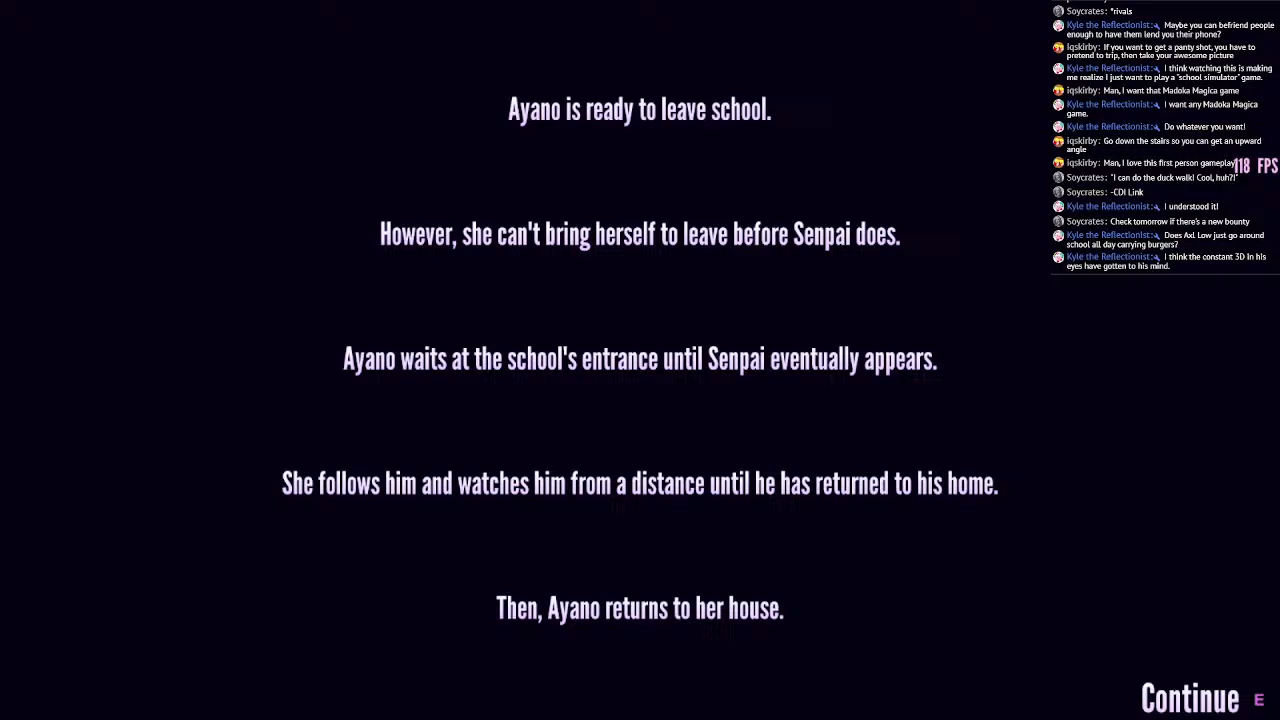 Soycrates: *rivals
Kyle the Reflectionist: Maybe you can befriend people
enough to have them lend you their phone?
iqskirby: If you want to get a panty shot, you have to
pretend to trip, then take your awesome picture
Kyle the Reflectionist: I think watching this is making
me realize I just want to play a "school simulator" game.
iqskirby: Man, I want that Madoka Magica game
Kyle the Reflectionist: I want any Madoka Magica
game.
Kyle the Reflectionist: Do whatever you want!
iqskirby: Go down the stairs so you can get an upward
angle
iqskirby: Man, I love this first person gameplay
118 FPS
Soycrates: "I can do the duck walk! Cool, huh?!"
Soycrates: -CDI Link
Kyle the Reflectionist: I understood it!
Soycrates: Check tomorrow if there's a new bounty
Kyle the Reflectionist: Does Axl Low just go around
school all day carrying burgers?
Kyle the Reflectionist: I think the constant 3D in his
eyes have gotten to his mind.
Ayano is ready to leave school.
However, she can't bring herself to leave before Senpai does.
Ayano waits at the school's entrance until Senpai eventually appears.
She follows him and watches him from a distance until he has returned to his home.
Then, Ayano returns to her house.
Continue E